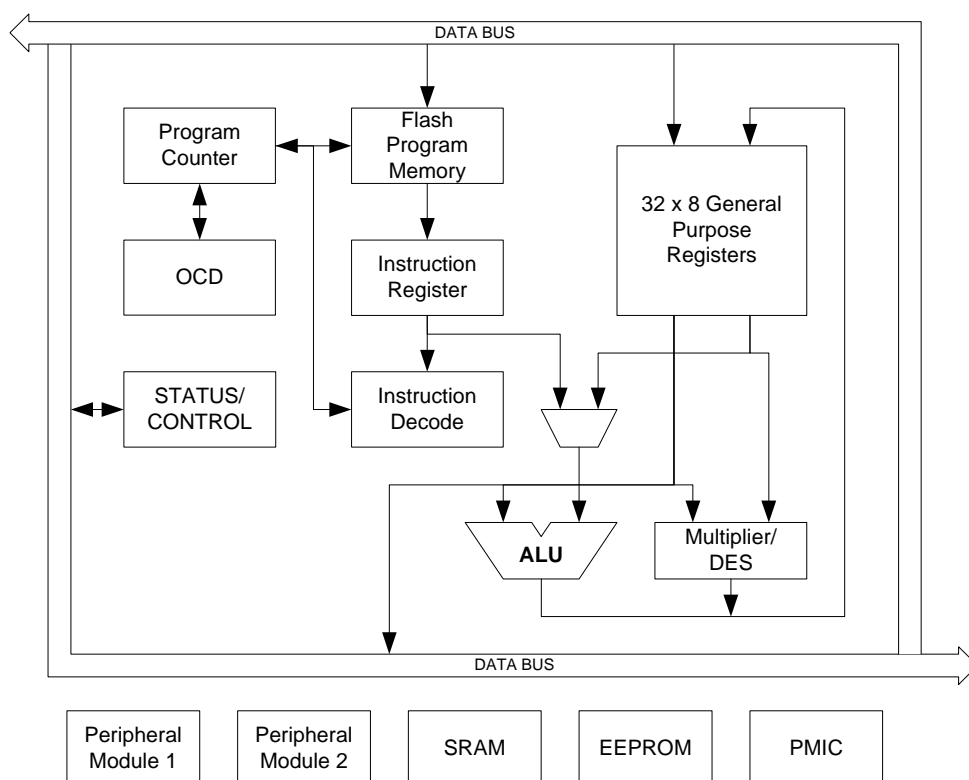 DATA BUS
Program
Counter
Flash
Program
Memory
32 x 8 General
Purpose
Registers
OCD
Instruction
Register
STATUS/
CONTROL
Instruction
Decode
ALU
Multiplier/
DES
DATA BUS
Peripheral
Module 1
Peripheral
Module 2
SRAM
EEPROM
PMIC